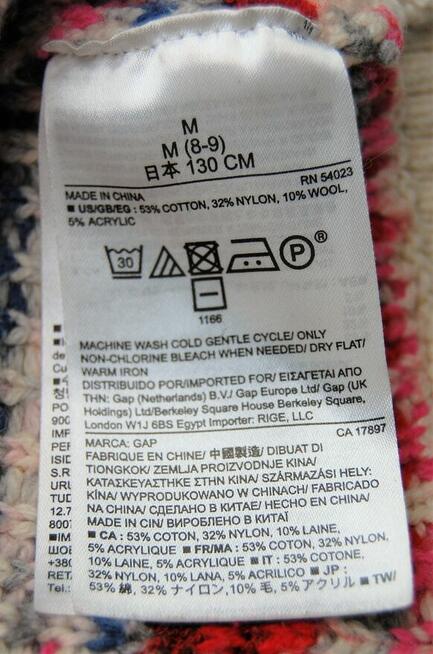 M
M (8-9)
日本 130 CM
RN 54023
MADE IN CHINA
■ US/GB/EG : 53% COTTON, 32% NYLON, 10% WOOL,
5% ACRYLIC
30 P®
1166
MACHINE WASH COLD GENTLE CYCLE/ ONLY
NON-CHLORINE BLEACH WHEN NEEDED/ DRY FLAT/
WARM IRON
DISTRIBUIDO POR/IMPORTED FOR/ ΕΙΣΑΓΕΤΑΙ ΑΠΟ
ΤΗΝ: Gap (Netherlands) B.V./ Gap Europe Ltd/ Gap (UK
Holdings) Ltd/Berkeley Square House Berkeley Square,
London W1J 6BS Egypt Importer: RIGE, LLC
CA 17897
MARCA: GAP
FABRIQUE EN CHINE/ 中國製造/ DIBUAT DI
TIONGKOK/ ZEMLJA PROIZVODNJE KINA/
ΚΑΤΑΣΚΕΥΑΣΤΗΚΕ ΣΤΗΝ ΚΙΝΑ/ SZÁRMAZÁSI HELY:
KÍNA/ WYPRODUKOWANO W CHINACH/ FABRICADO
NA CHINA/ СДЕЛАНО В КИТАЕ/ HECHO EN CHINA/
MADE IN CIN/ ВИРОБЛЕНО В КИТАЇ
■ CA : 53% COTTON, 32% NYLON, 10% LAINE,
5% ACRYLIQUE ■ FR/MA : 53% COTON, 32% NYLON,
10% LAINE, 5% ACRYLIQUE ■ IT : 53% COTONE,
32% NYLON, 10% LANA, 5% ACRILICO ■ JP :
53% 綿, 32% ナイロン,10% 毛, 5% アクリル ■ TW/